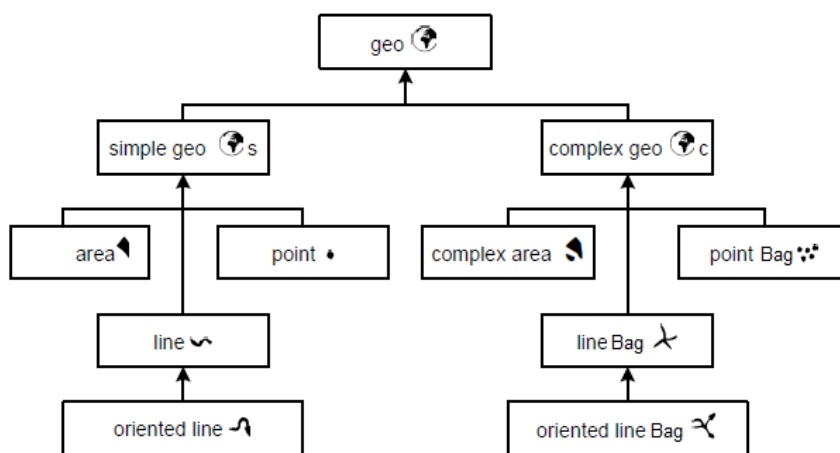 geo
simple geo s
complex geo c
area
point
complex area
point Bag
line
line Bag
oriented line
oriented line Bag